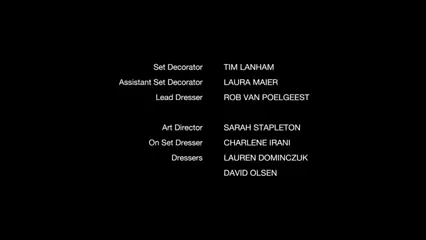 Set Decorator TIM LANHAM
Assistant Set Decorator LAURA MAIER
Lead Dresser ROB VAN POELGEEST
Art Director SARAH STAPLETON
On Set Dresser CHARLENE IRANI
Dressers LAUREN DOMINCZUK
DAVID OLSEN